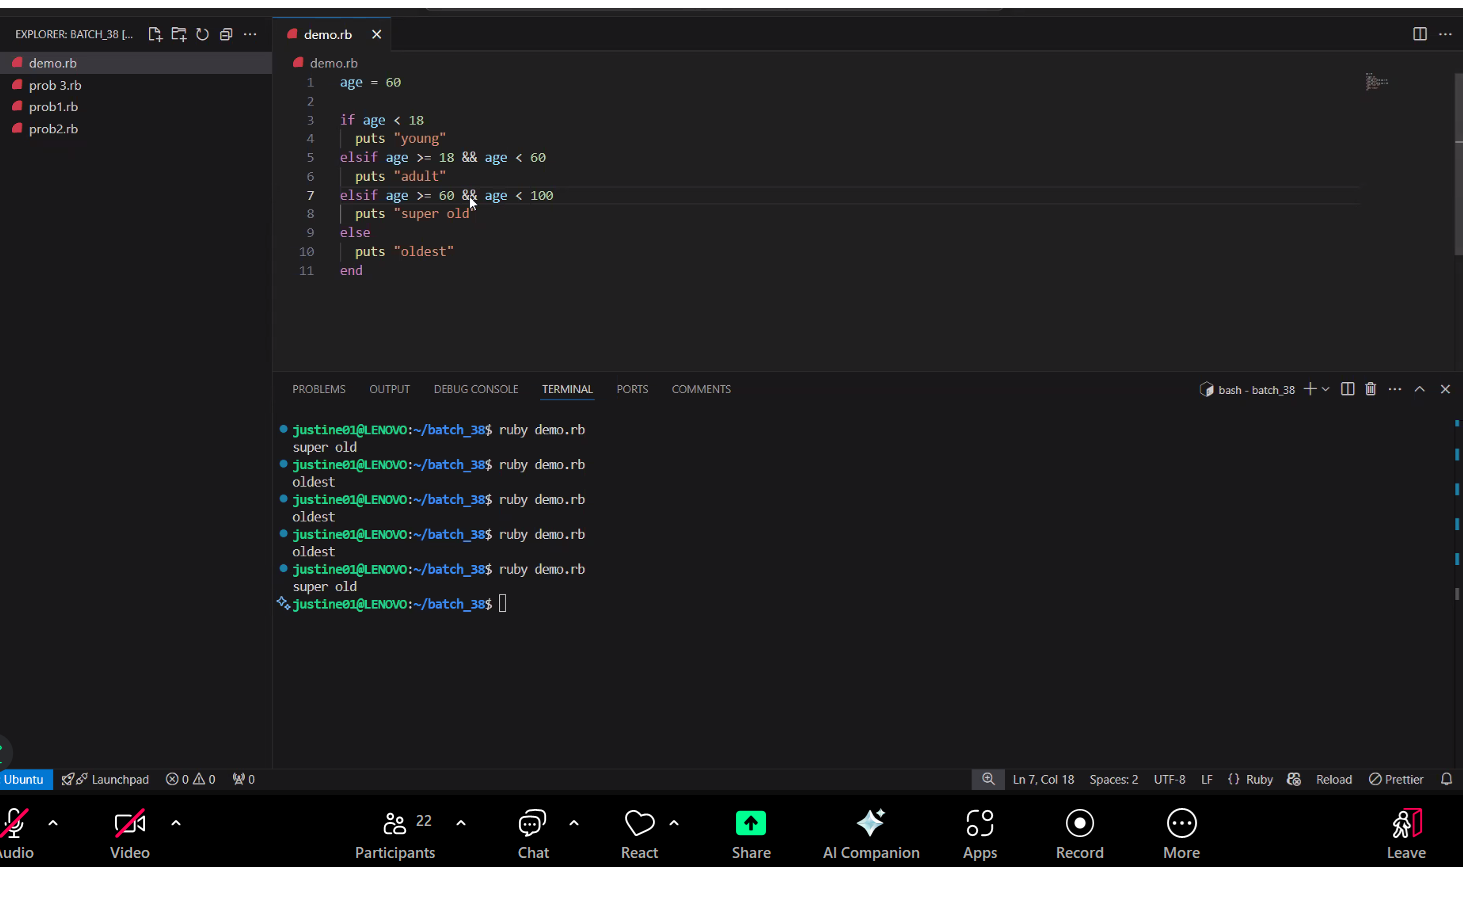 EXPLORER: BATCH_38 [...
demo.rb
prob 3.rb
prob1.rb
prob2.rb
demo.rb
demo.rb
1 age = 60
2
3 if age < 18
4 puts "young"
5 elsif age >= 18 && age < 60
6 puts "adult"
7 elsif age >= 60 && age < 100
8 puts "super old"
9 else
10 puts "oldest"
11 end
PROBLEMS OUTPUT DEBUG CONSOLE TERMINAL PORTS COMMENTS
bash - batch_38
justine01@LENOVO:~/batch_38$ ruby demo.rb
super old
justine01@LENOVO:~/batch_38$ ruby demo.rb
oldest
justine01@LENOVO:~/batch_38$ ruby demo.rb
oldest
justine01@LENOVO:~/batch_38$ ruby demo.rb
oldest
justine01@LENOVO:~/batch_38$ ruby demo.rb
super old
justine01@LENOVO:~/batch_38$
Ubuntu Launchpad 0 0 0 Ln 7, Col 18 Spaces: 2 UTF-8 LF {} Ruby Reload Prettier
22
udio Video Participants Chat React Share AI Companion Apps Record More Leave